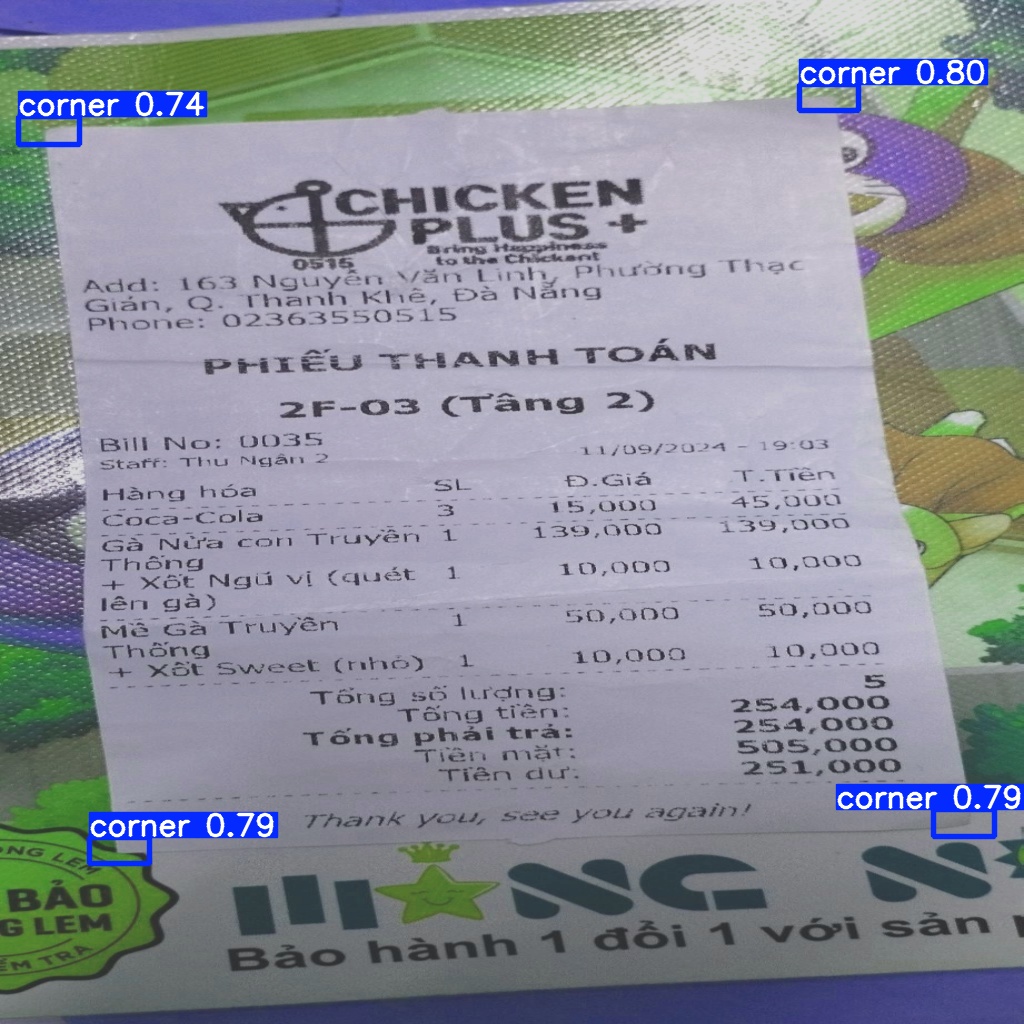 corner 0.80
corner 0.74
CHICKEN
PLUS +
Bring Happiness
to the Chickent
0515
Add: 163 Nguyễn Văn Linh, Phường Thạc
Gián, Q. Thanh Khê, Đà Nẵng
Phone: 02363550515
PHIẾU THANH TOÁN
2F-03 (Tầng 2)
Bill No: 0035
11/09/2024 - 19:03
Staff: Thu Ngân 2
Hàng hóa SL Đ.Giá T.Tiền
Coca-Cola 3 15,000 45,000
Gà Nửa con Truyền 1 139,000 139,000
Thống
+ Xốt Ngũ vị (quét 1 10,000 10,000
lên gà)
Mề Gà Truyền 1 50,000 50,000
Thống
+ Xốt Sweet (nhỏ) 1 10,000 10,000
Tổng số lượng: 5
Tổng tiền: 254,000
Tổng phải trả: 254,000
Tiền mặt: 505,000
Tiền dư: 251,000
corner 0.79
corner 0.79
Thank you, see you again!
BẢO
G LEM
Bảo hành 1 đổi 1 với sản